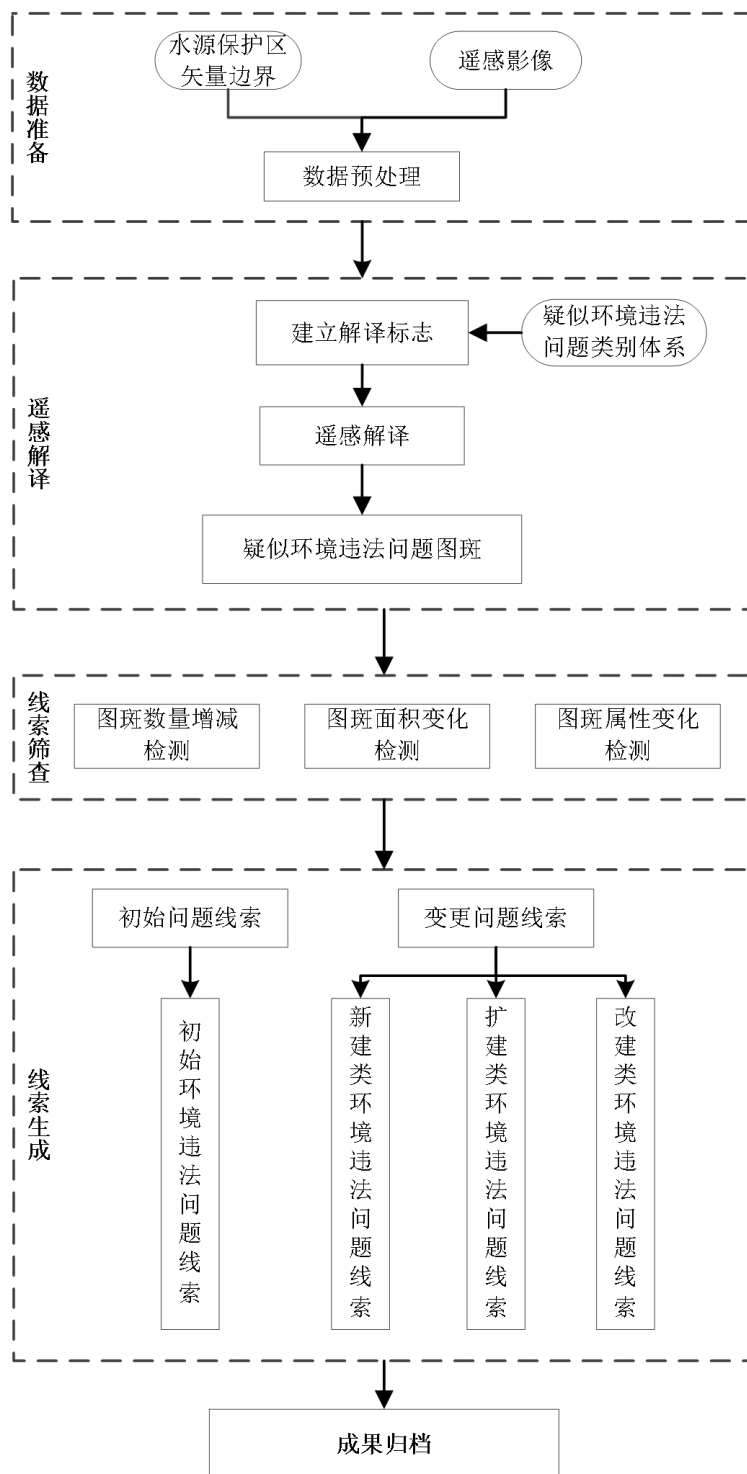 数据准备
水源保护区
矢量边界
遥感影像
数据预处理
遥感解译
建立解译标志
疑似环境违法
问题类别体系
遥感解译
疑似环境违法问题图斑
线索筛查
图斑数量增减
检测
图斑面积变化
检测
图斑属性变化
检测
线索生成
初始问题线索
变更问题线索
初始环境违法问题线索
新建类环境违法问题线索
扩建类环境违法问题线索
改建类环境违法问题线索
成果归档